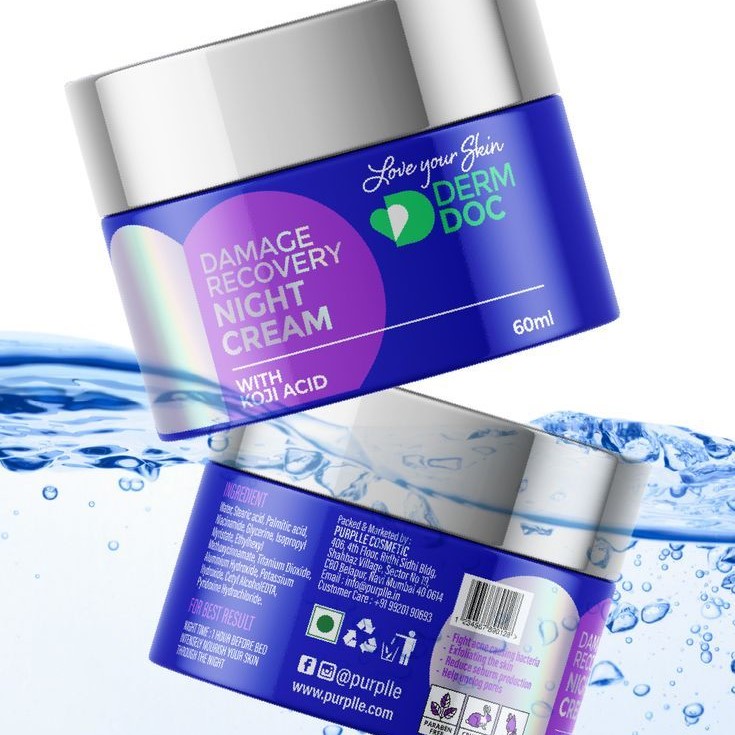 Love your Skin
DERM
DOC
DAMAGE
RECOVERY
NIGHT
CREAM
60ml
WITH
KOJI ACID
INGREDIENT
Water, Stearic acid, Palmitic acid,
Niacinamide, Glycerine, Isopropyl
Myristate, Ethylhexyl
Methoxycinnamate, Titanium Dioxide,
Aluminium Hydroxide, Potassium
Hydroxide, Cetyl Alcohol, EDTA,
Pyridoxine Hydrochloride.
FOR BEST RESULT
NIGHT TIME : 1 HOUR BEFORE BED
INTENSELY NOURISH YOUR SKIN
THROUGH THE NIGHT
Packed & Marketed by :
PURPLLE COSMETIC
406, 4th Floor, Ridhi Sidhi Bldg,
Shahbaz Village, Sector No 19,
CBD Belapur, Navi Mumbai 40 0614
Email : info@purplle.in
Customer Care : +91 99201 90693
@purplle
www.purplle.com
- Fight acne causing bacteria
- Exfoliating the skin
- Reduce sebum production
- Help unclog pores
PARABEN
FREE
DAM
RECO
NIG
CRE